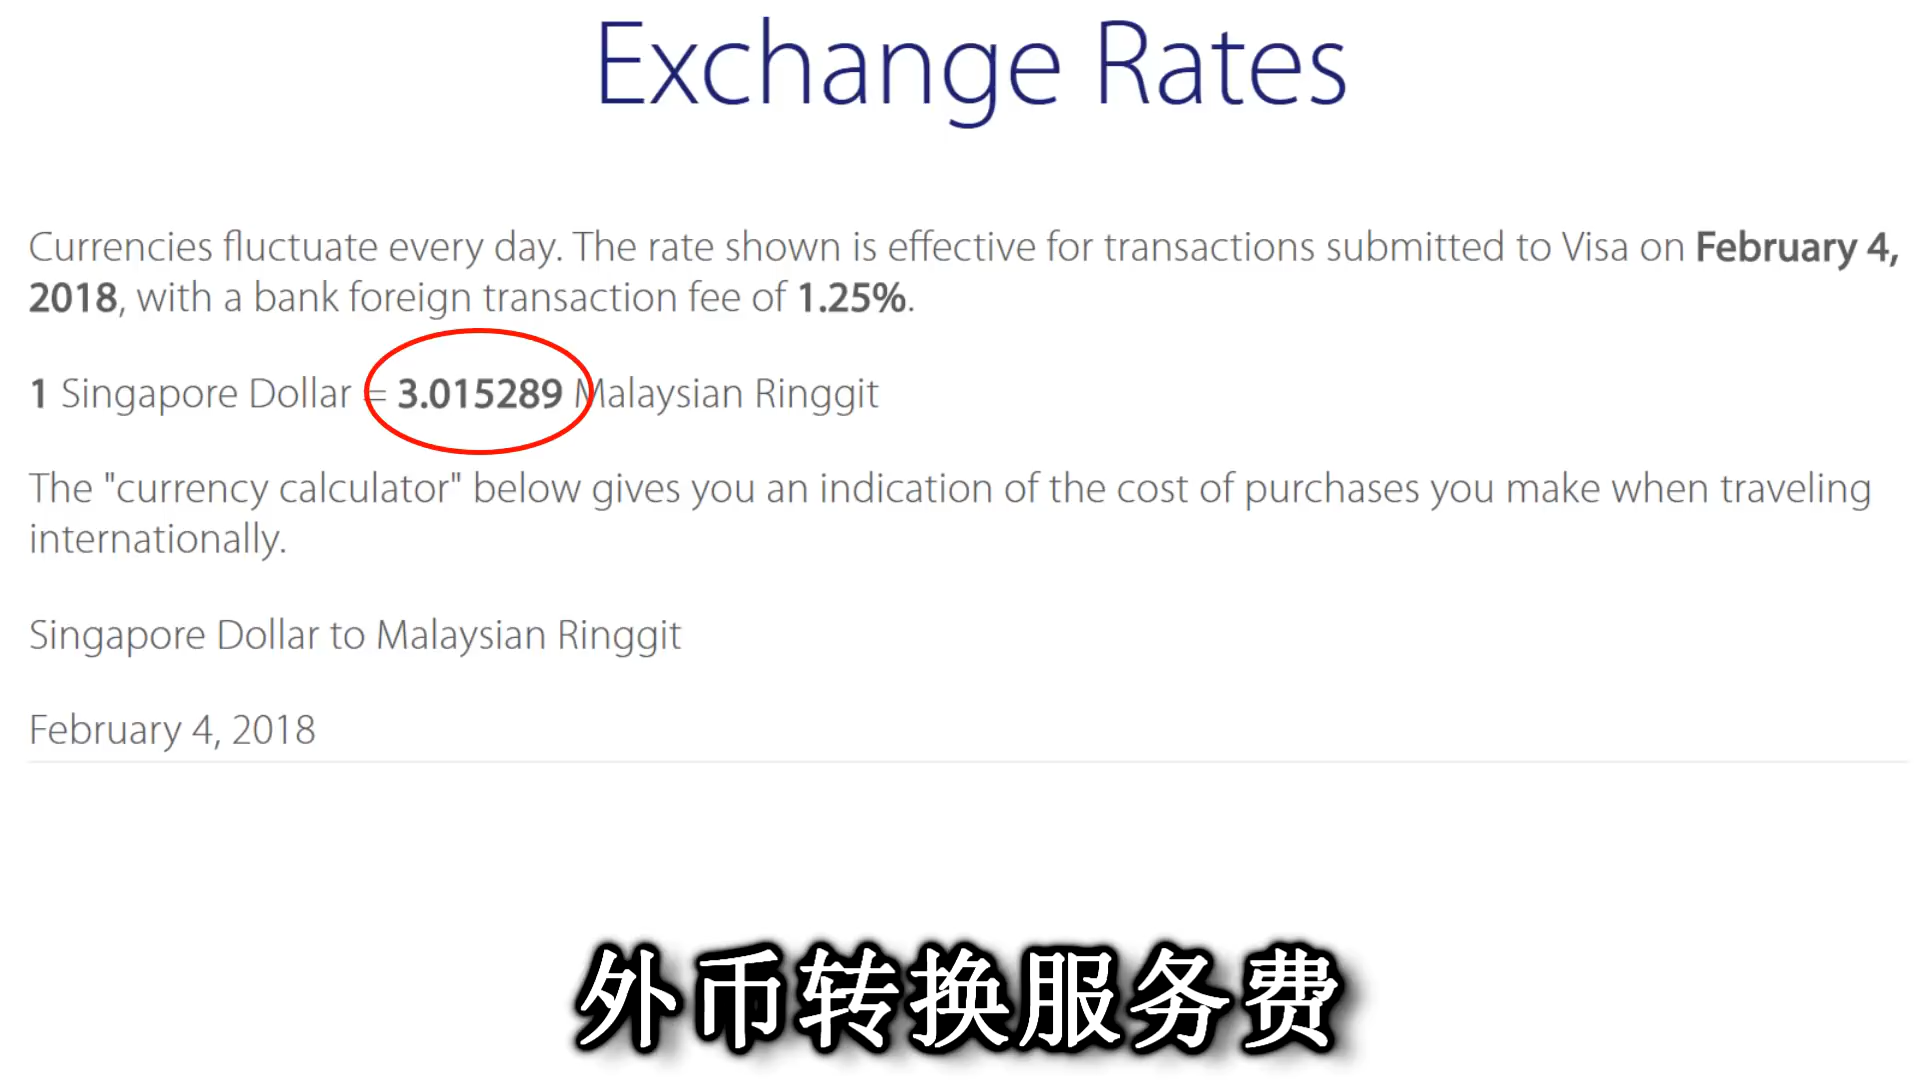 Exchange Rates
Currencies fluctuate every day. The rate shown is effective for transactions submitted to Visa on February 4,
2018, with a bank foreign transaction fee of 1.25%.
1 Singapore Dollar = 3.015289 Malaysian Ringgit
The "currency calculator" below gives you an indication of the cost of purchases you make when traveling
internationally.
Singapore Dollar to Malaysian Ringgit
February 4, 2018
外币转换服务费